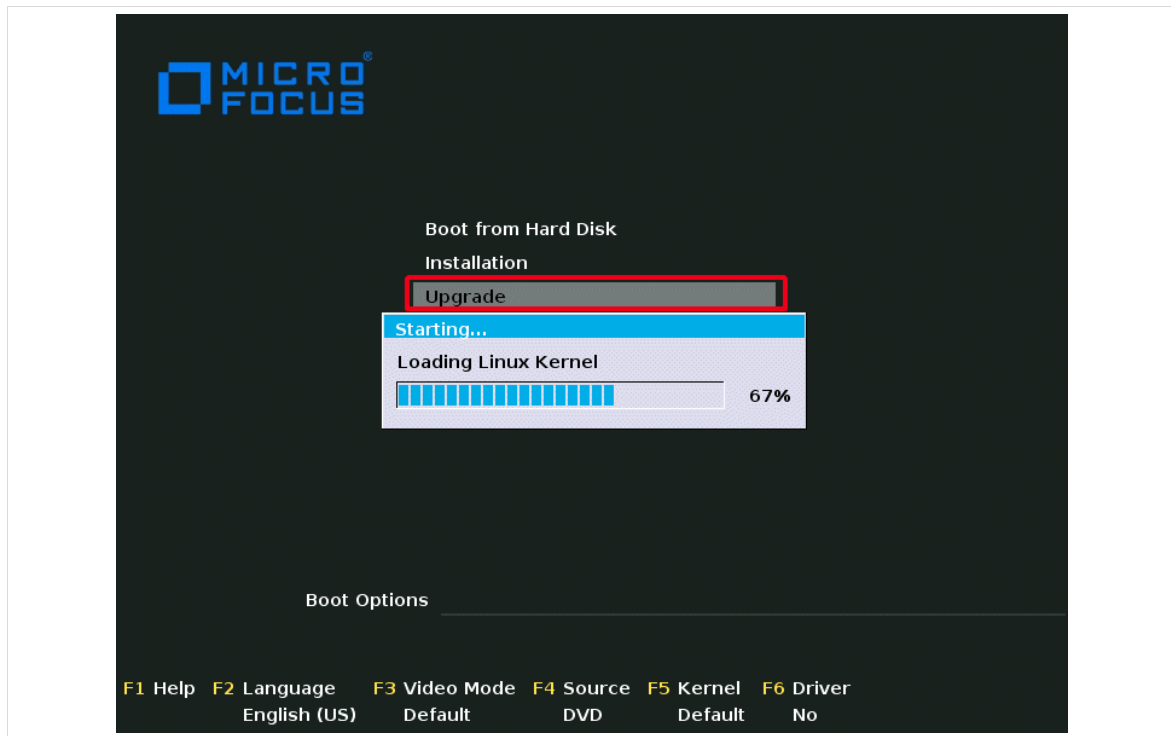 MICRO®
FOCUS
Boot from Hard Disk
Installation
Upgrade
Starting...
Loading Linux Kernel
67%
Boot Options
F1 Help F2 Language F3 Video Mode F4 Source F5 Kernel F6 Driver
English (US) Default DVD Default No